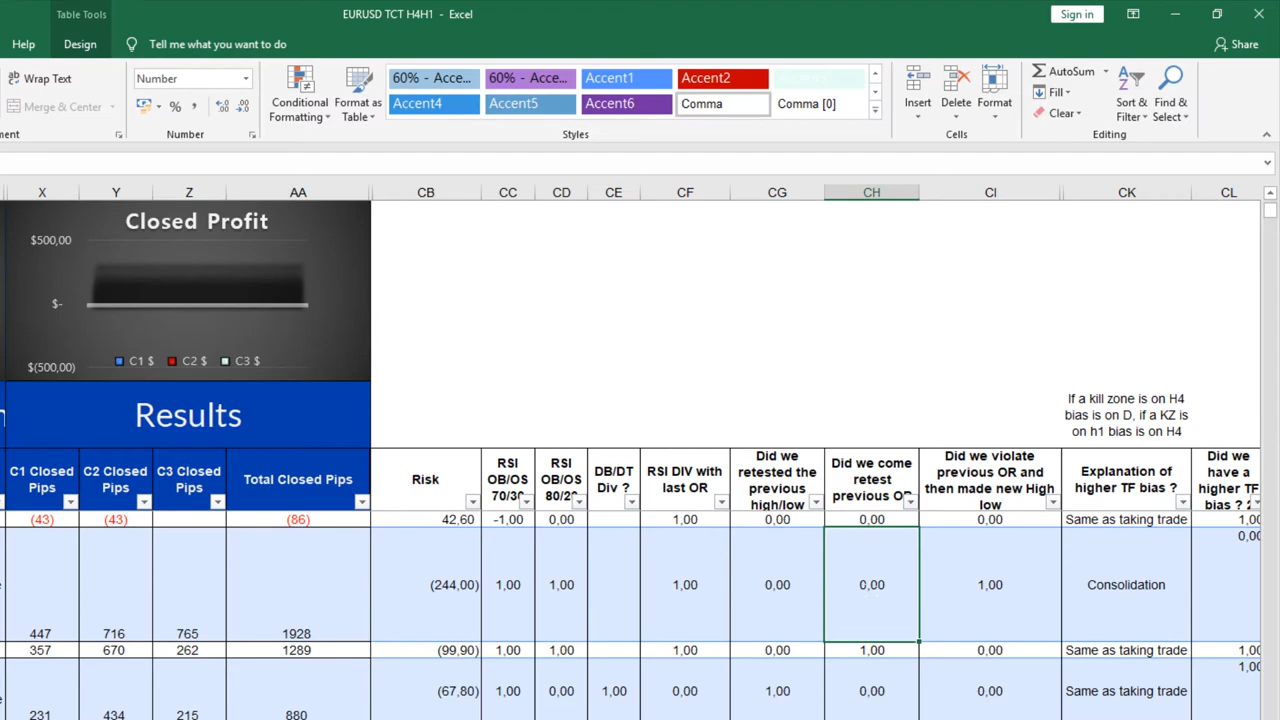 Table Tools
EURUSD TCT H4H1 - Excel
Sign in
Help
Design
Tell me what you want to do
Share
Wrap Text
Merge & Center
Number
%
Conditional
Formatting
Format as
Table
60% - Acce...
60% - Acce...
Accent1
Accent2
Accent4
Accent5
Accent6
Comma
Comma [0]
Insert
Delete
Format
AutoSum
Fill
Clear
Sort &
Filter
Find &
Select
ment
Number
Styles
Cells
Editing
X Y Z AA CB CC CD CE CF CG CH CI CK CL
Closed Profit
$500,00
$-
$(500,00)
C1 $ C2 $ C3 $
If a kill zone is on H4
bias is on D, if a KZ is
on h1 bias is on H4
Results
C1 Closed
Pips
C2 Closed
Pips
C3 Closed
Pips
Total Closed Pips
Risk
RSI
OB/OS
70/30
RSI
OB/OS
80/20
DB/DT
Div ?
RSI DIV with
last OR
Did we
retested the
previous
high/low
Did we come
retest
previous OR
Did we violate
previous OR and
then made new High
low
Explanation of
higher TF bias ?
Did we
have a
higher TF
bias ?
(43) (43) (86) 42,60 -1,00 0,00 1,00 0,00 0,00 0,00 Same as taking trade 1,00
0,00
(244,00) 1,00 1,00 1,00 0,00 0,00 1,00 Consolidation
447 716 765 1928
357 670 262 1289 (99,90) 1,00 1,00 1,00 0,00 1,00 0,00 Same as taking trade 1,00
1,00
(67,80) 1,00 0,00 1,00 0,00 1,00 0,00 0,00 Same as taking trade
231 434 215 880